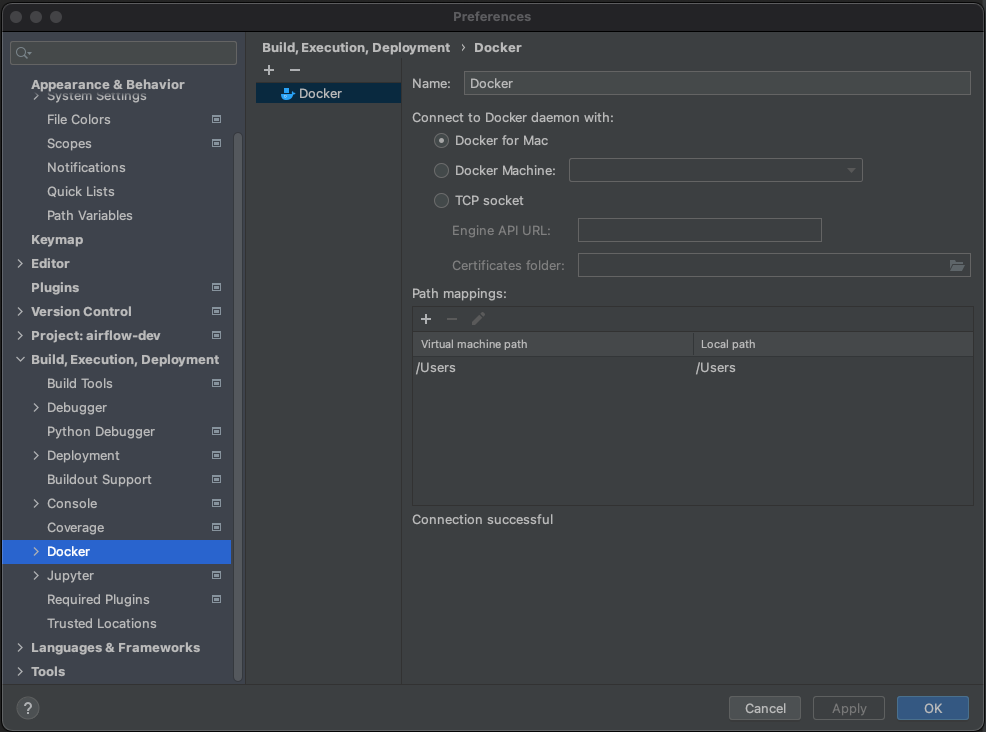 Preferences
Appearance & Behavior
System Settings
File Colors
Scopes
Notifications
Quick Lists
Path Variables
Keymap
Editor
Plugins
Version Control
Project: airflow-dev
Build, Execution, Deployment
Build Tools
Debugger
Python Debugger
Deployment
Buildout Support
Console
Coverage
Docker
Jupyter
Required Plugins
Trusted Locations
Languages & Frameworks
Tools
Build, Execution, Deployment › Docker
Docker
Name: Docker
Connect to Docker daemon with:
Docker for Mac
Docker Machine:
TCP socket
Engine API URL:
Certificates folder:
Path mappings:
Virtual machine path Local path
/Users /Users
Connection successful
? Cancel Apply OK